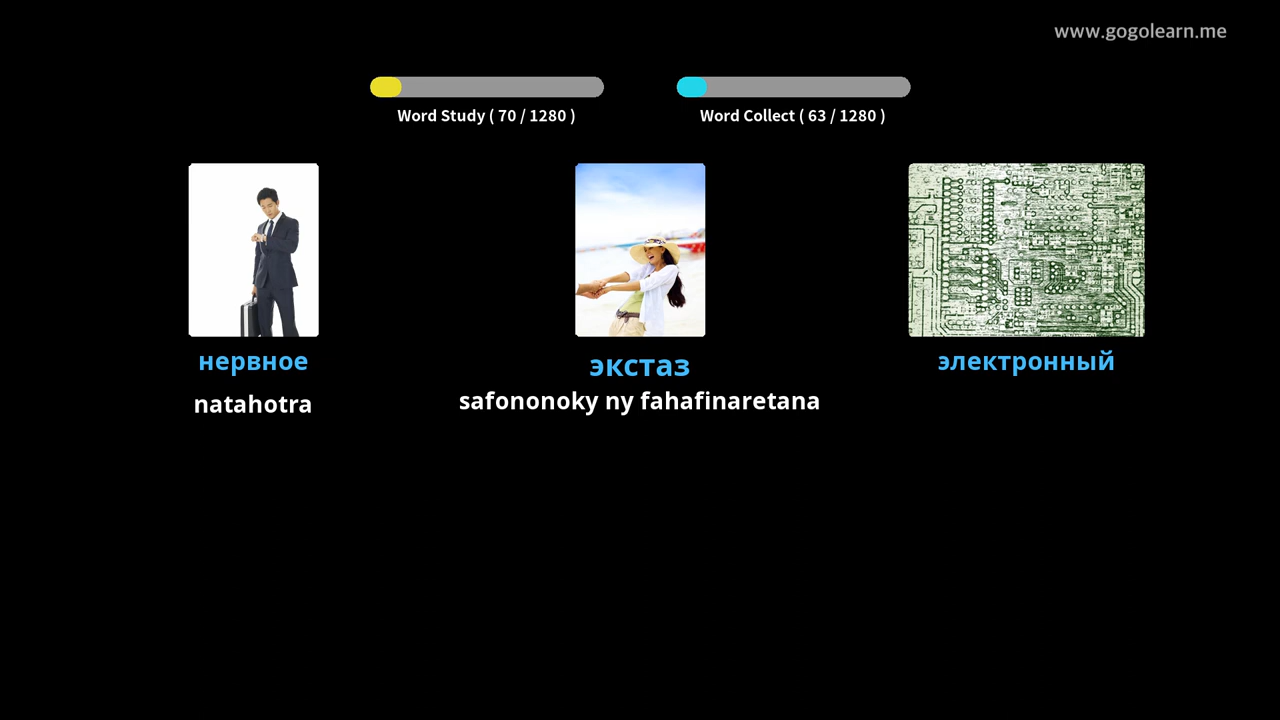 www.gogolearn.me
Word Study ( 70 / 1280 )
Word Collect ( 63 / 1280 )
нервное
natahotra
экстаз
safononoky ny fahafinaretana
электронный